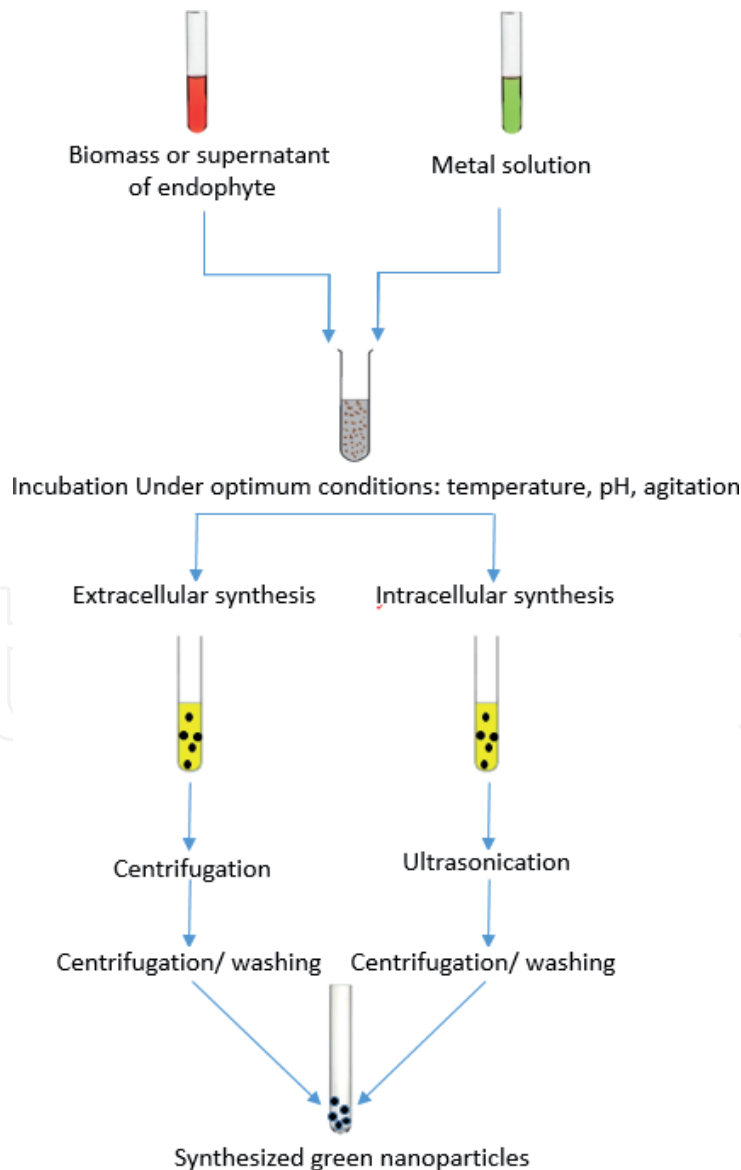 Biomass or supernatant
of endophyte
Metal solution
Incubation Under optimum conditions: temperature, pH, agitation
Extracellular synthesis
Intracellular synthesis
Centrifugation
Ultrasonication
Centrifugation/ washing
Centrifugation/ washing
Synthesized green nanoparticles